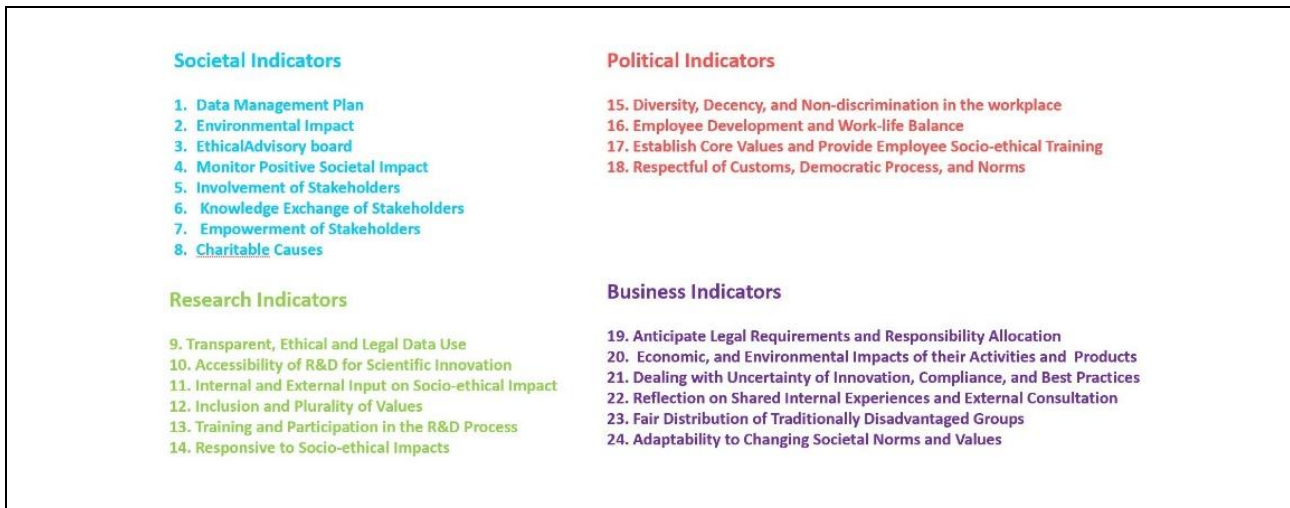 Societal Indicators
1. Data Management Plan
2. Environmental Impact
3. EthicalAdvisory board
4. Monitor Positive Societal Impact
5. Involvement of Stakeholders
6. Knowledge Exchange of Stakeholders
7. Empowerment of Stakeholders
8. Charitable Causes
Research Indicators
9. Transparent, Ethical and Legal Data Use
10. Accessibility of R&D for Scientific Innovation
11. Internal and External Input on Socio-ethical Impact
12. Inclusion and Plurality of Values
13. Training and Participation in the R&D Process
14. Responsive to Socio-ethical Impacts
Political Indicators
15. Diversity, Decency, and Non-discrimination in the workplace
16. Employee Development and Work-life Balance
17. Establish Core Values and Provide Employee Socio-ethical Training
18. Respectful of Customs, Democratic Process, and Norms
Business Indicators
19. Anticipate Legal Requirements and Responsibility Allocation
20. Economic, and Environmental Impacts of their Activities and Products
21. Dealing with Uncertainty of Innovation, Compliance, and Best Practices
22. Reflection on Shared Internal Experiences and External Consultation
23. Fair Distribution of Traditionally Disadvantaged Groups
24. Adaptability to Changing Societal Norms and Values